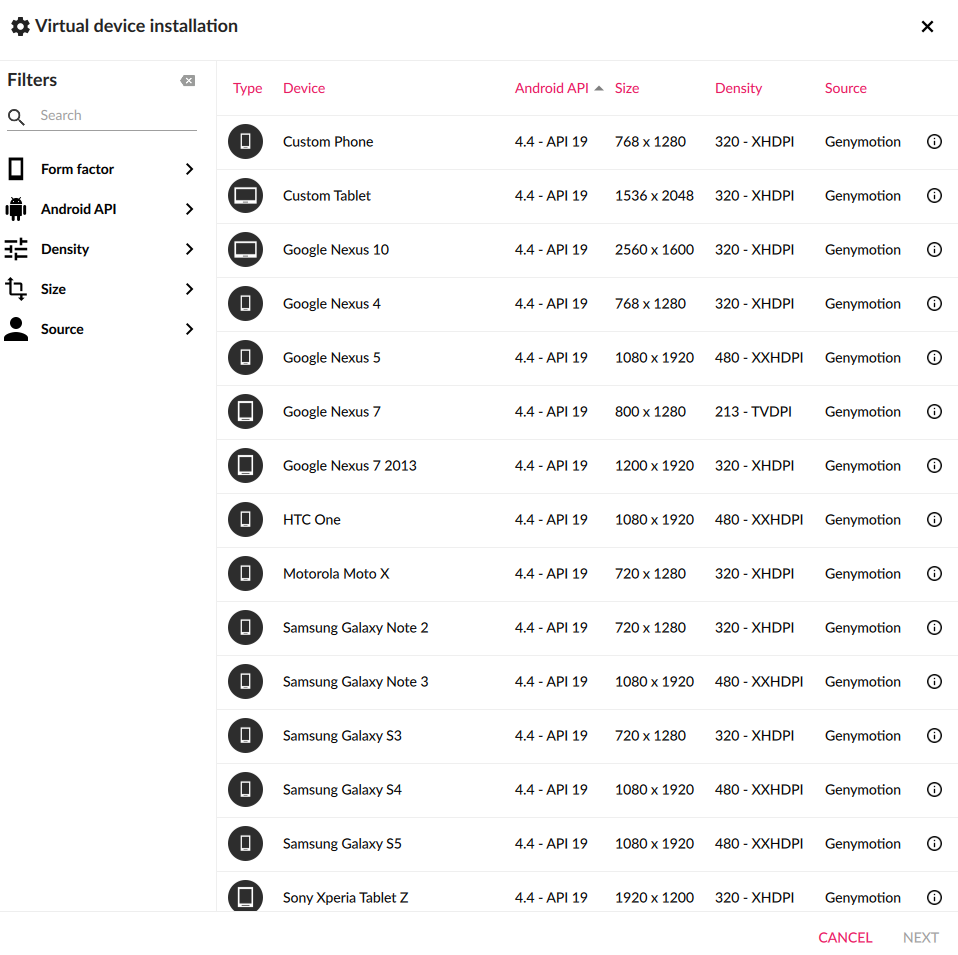 Virtual device installation
Filters
Search
Form factor
Android API
Density
Size
Source
Type Device Android API Size Density Source
Custom Phone 4.4 - API 19 768 x 1280 320 - XHDPI Genymotion
Custom Tablet 4.4 - API 19 1536 x 2048 320 - XHDPI Genymotion
Google Nexus 10 4.4 - API 19 2560 x 1600 320 - XHDPI Genymotion
Google Nexus 4 4.4 - API 19 768 x 1280 320 - XHDPI Genymotion
Google Nexus 5 4.4 - API 19 1080 x 1920 480 - XXHDPI Genymotion
Google Nexus 7 4.4 - API 19 800 x 1280 213 - TVDPI Genymotion
Google Nexus 7 2013 4.4 - API 19 1200 x 1920 320 - XHDPI Genymotion
HTC One 4.4 - API 19 1080 x 1920 480 - XXHDPI Genymotion
Motorola Moto X 4.4 - API 19 720 x 1280 320 - XHDPI Genymotion
Samsung Galaxy Note 2 4.4 - API 19 720 x 1280 320 - XHDPI Genymotion
Samsung Galaxy Note 3 4.4 - API 19 1080 x 1920 480 - XXHDPI Genymotion
Samsung Galaxy S3 4.4 - API 19 720 x 1280 320 - XHDPI Genymotion
Samsung Galaxy S4 4.4 - API 19 1080 x 1920 480 - XXHDPI Genymotion
Samsung Galaxy S5 4.4 - API 19 1080 x 1920 480 - XXHDPI Genymotion
Sony Xperia Tablet Z 4.4 - API 19 1920 x 1200 320 - XHDPI Genymotion
CANCEL NEXT